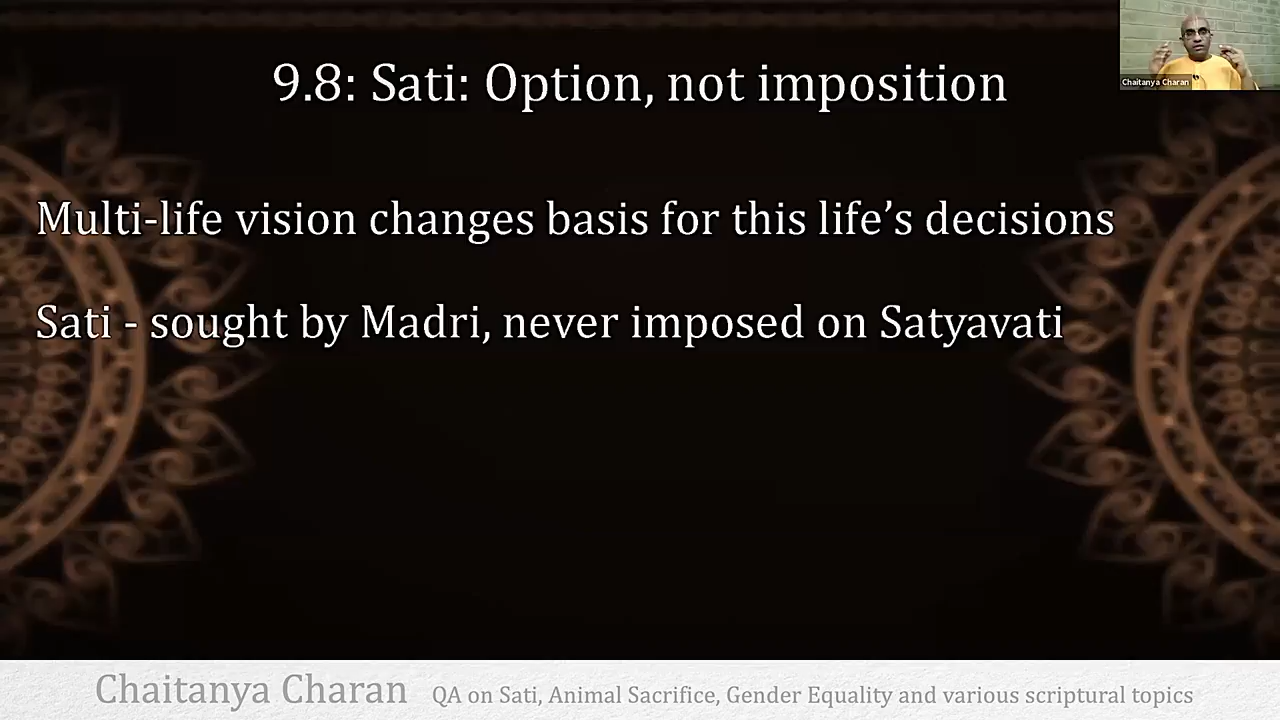 Chaitanya Charan
9.8: Sati: Option, not imposition
Multi-life vision changes basis for this life’s decisions
Sati - sought by Madri, never imposed on Satyavati
Chaitanya Charan QA on Sati, Animal Sacrifice, Gender Equality and various scriptural topics